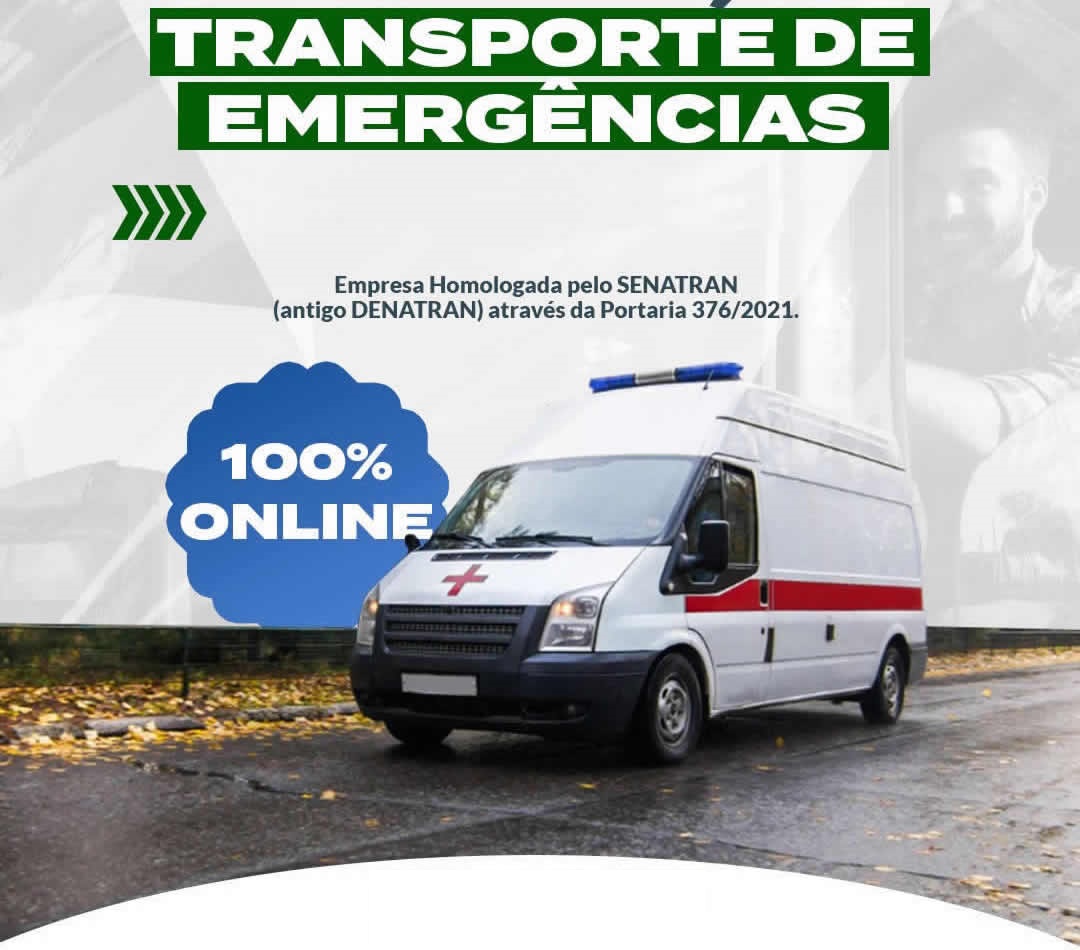 TRANSPORTE DE
EMERGÊNCIAS
Empresa Homologada pelo SENATRAN
(antigo DENATRAN) através da Portaria 376/2021.
100%
ONLINE